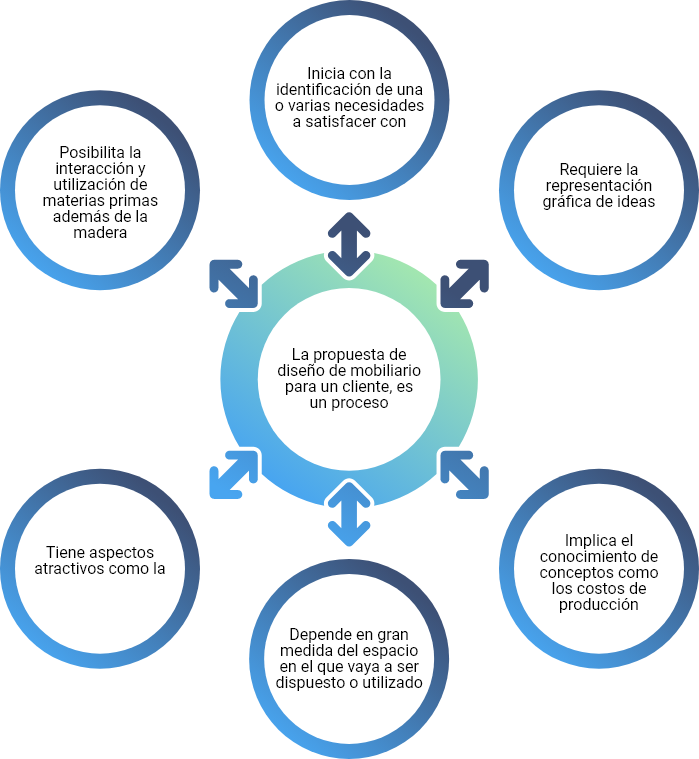 Inicia con la
identificación de una
o varias necesidades
a satisfacer con
Posibilita la
interacción y
utilización de
materias primas
además de la
madera
Requiere la
representación
gráfica de ideas
La propuesta de
diseño de mobiliario
para un cliente, es
un proceso
Tiene aspectos
atractivos como la
Implica el
conocimiento de
conceptos como
los costos de
producción
Depende en gran
medida del espacio
en el que vaya a ser
dispuesto o utilizado